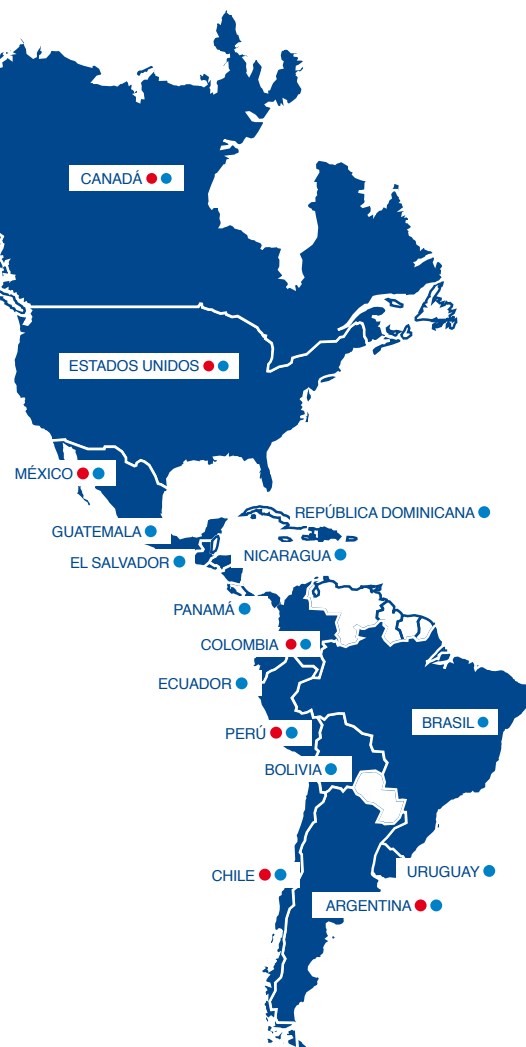 CANADÁ
ESTADOS UNIDOS
MÉXICO
REPÚBLICA DOMINICANA
GUATEMALA
NICARAGUA
EL SALVADOR
PANAMÁ
COLOMBIA
ECUADOR
BRASIL
PERÚ
BOLIVIA
URUGUAY
CHILE
ARGENTINA